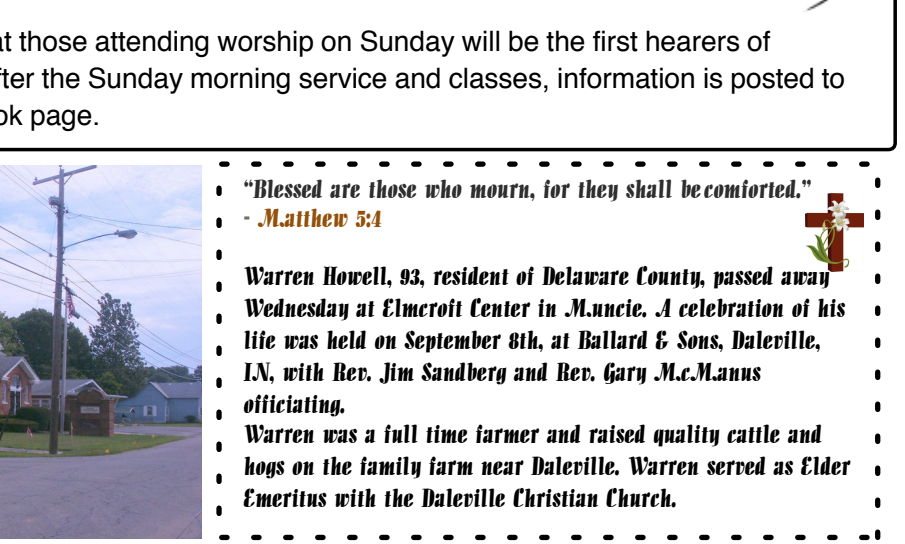 at those attending worship on Sunday will be the first hearers of
fter the Sunday morning service and classes, information is posted to
ok page.
“Blessed are those who mourn, for they shall be comforted.”
- Matthew 5:4
Warren Howell, 93, resident of Delaware County, passed away
Wednesday at Elmcroft Center in Muncie. A celebration of his
life was held on September 8th, at Ballard & Sons, Daleville,
IN, with Rev. Jim Sandberg and Rev. Gary McManus
officiating.
Warren was a full time farmer and raised quality cattle and
hogs on the family farm near Daleville. Warren served as Elder
Emeritus with the Daleville Christian Church.